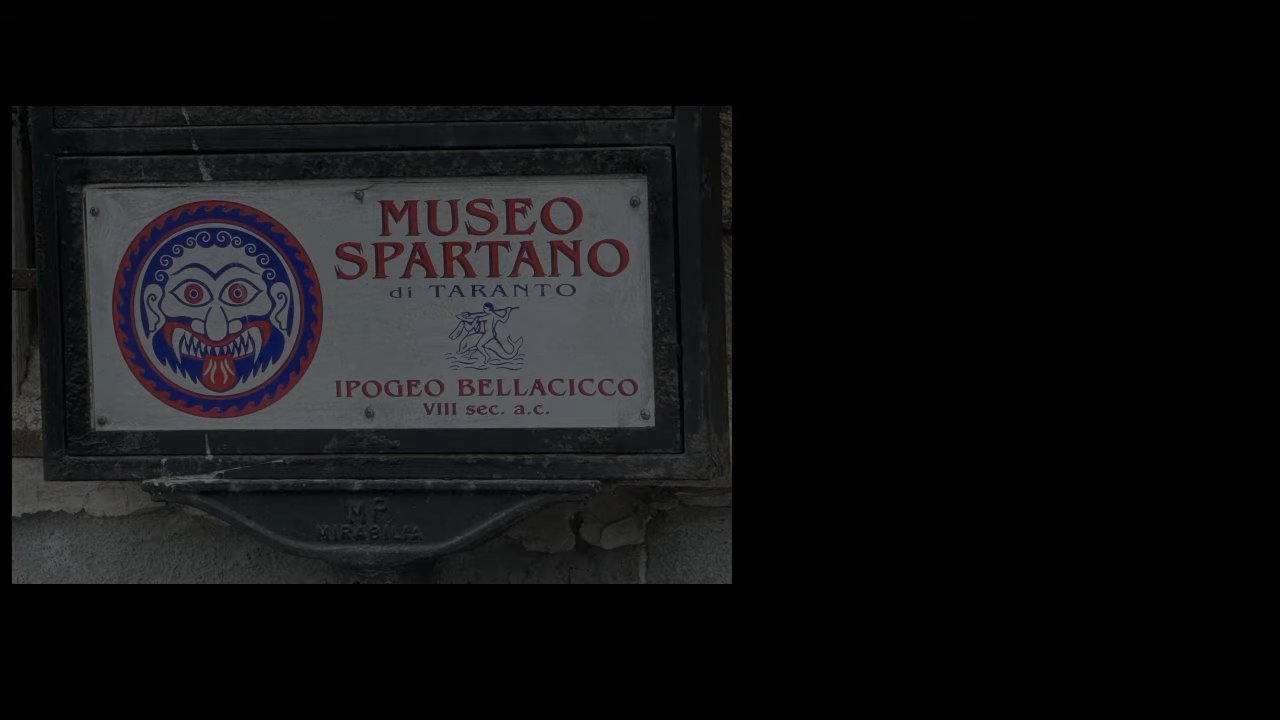 MUSEO
SPARTANO
di TARANTO
IPOGEO BELLACICCO
VIII sec. a.c.
MP
MIRABILIA